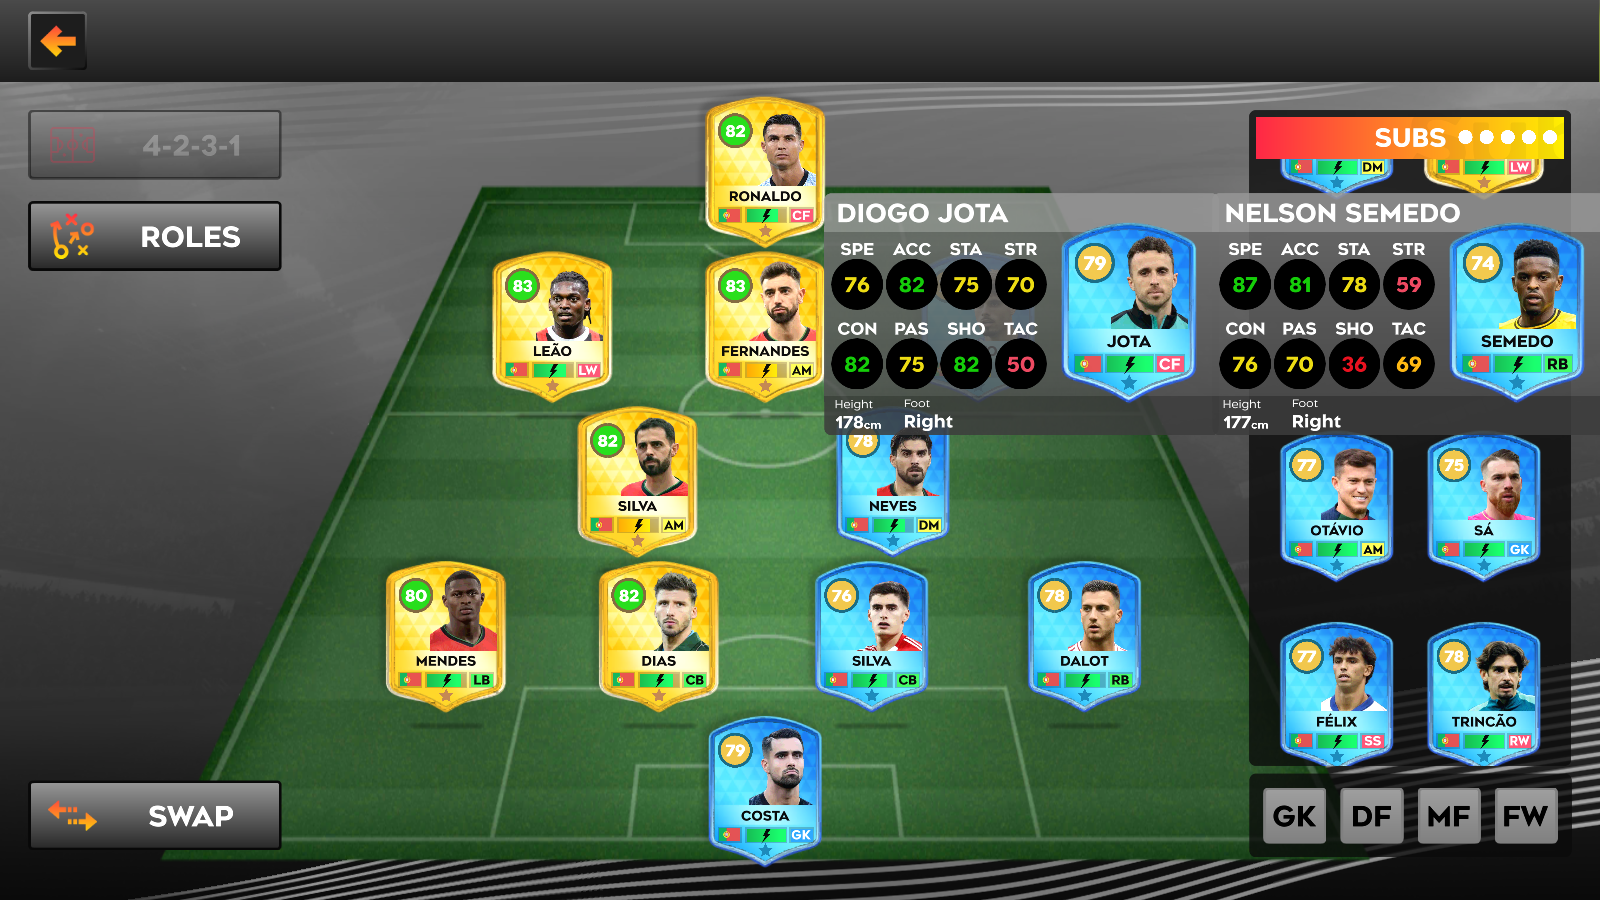 4-2-3-1
ROLES
SWAP
82
RONALDO
CF
83
LEÃO
LW
83
FERNANDES
AM
82
SILVA
AM
78
NEVES
DM
80
MENDES
LB
82
DIAS
CB
76
SILVA
CB
78
DALOT
RB
79
COSTA
GK
DIOGO JOTA
SPE ACC STA STR
76 82 75 70
CON PAS SHO TAC
82 75 82 50
Height Foot
178cm Right
79
JOTA
CF
NELSON SEMEDO
SPE ACC STA STR
87 81 78 59
CON PAS SHO TAC
76 70 36 69
Height Foot
177cm Right
74
SEMEDO
RB
SUBS
DM LW
77
OTÁVIO
AM
75
SÁ
GK
77
FÉLIX
SS
78
TRINCÃO
RW
GK DF MF FW